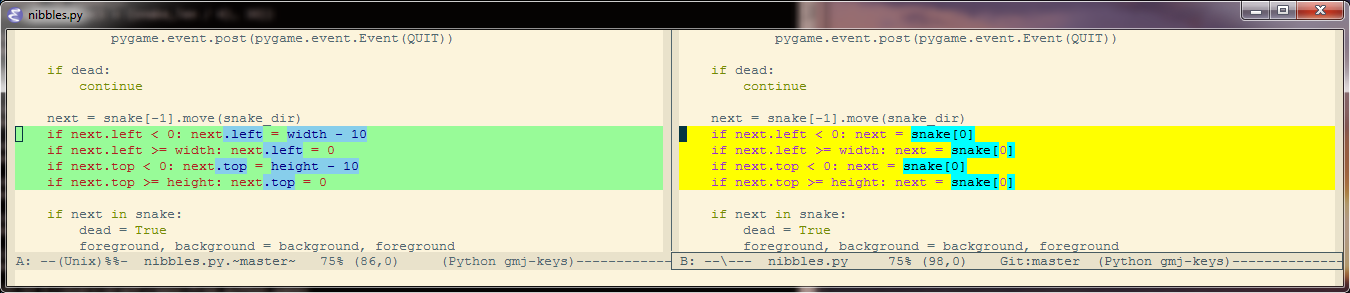 nibbles.py
pygame.event.post(pygame.event.Event(QUIT))
if dead:
continue
next = snake[-1].move(snake_dir)
if next.left < 0: next.left = width - 10
if next.left >= width: next.left = 0
if next.top < 0: next.top = height - 10
if next.top >= height: next.top = 0
if next in snake:
dead = True
foreground, background = background, foreground
A: --(Unix)%%-  nibbles.py.~master~   75% (86,0)     (Python gmj-keys)------------
pygame.event.post(pygame.event.Event(QUIT))
if dead:
continue
next = snake[-1].move(snake_dir)
if next.left < 0: next = snake[0]
if next.left >= width: next = snake[0]
if next.top < 0: next = snake[0]
if next.top >= height: next = snake[0]
if next in snake:
dead = True
foreground, background = background, foreground
B: --\---  nibbles.py     75% (98,0)    Git:master  (Python gmj-keys)--------------